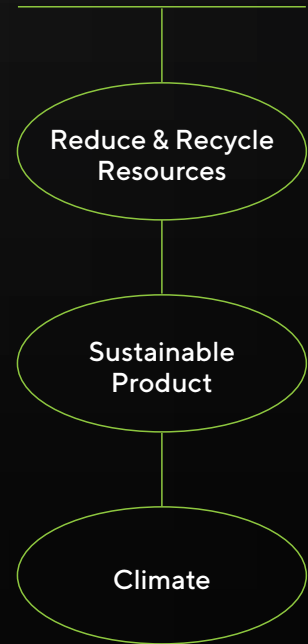 Reduce & Recycle
Resources
Sustainable
Product
Climate